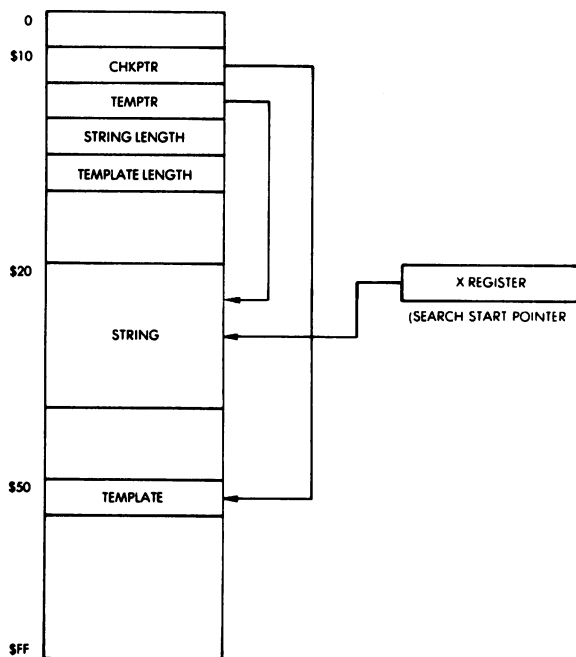 0
$10
CHKPTR
TEMPTR
STRING LENGTH
TEMPLATE LENGTH
$20
X REGISTER
(SEARCH START POINTER
STRING
$50
TEMPLATE
$FF